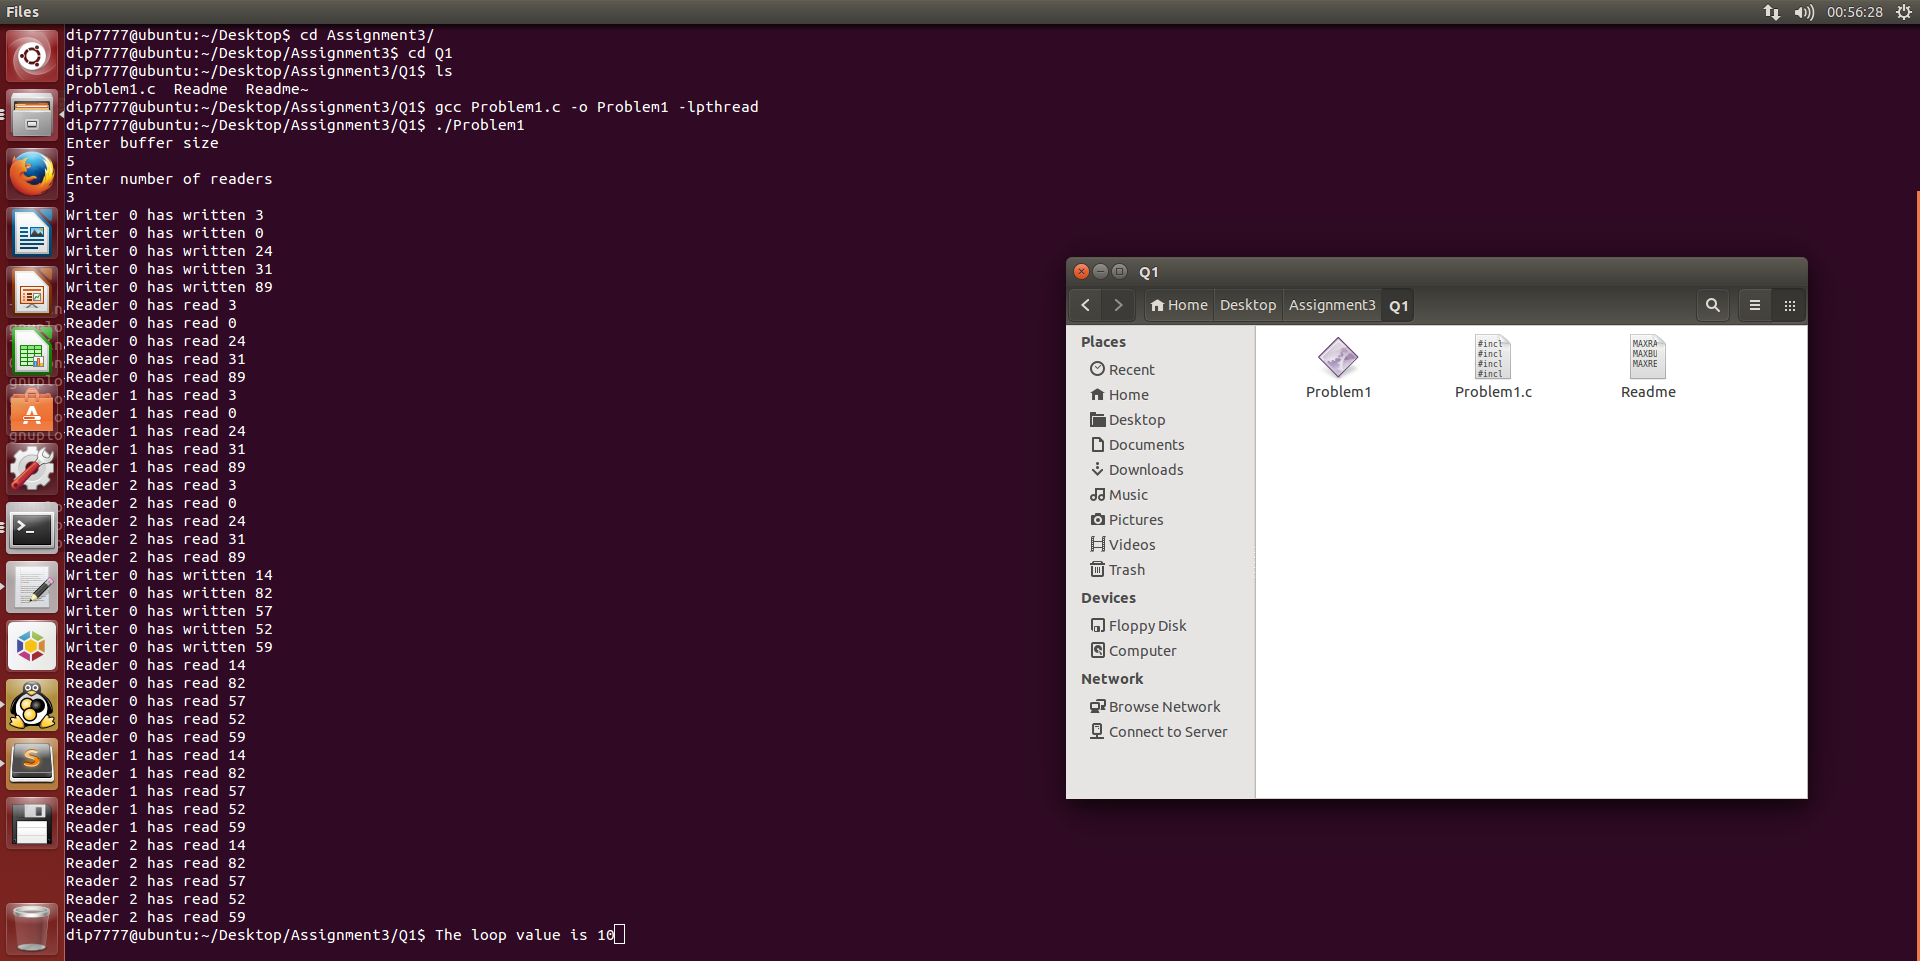 Files
00:56:28
dip7777@ubuntu:~/Desktop$ cd Assignment3/
dip7777@ubuntu:~/Desktop/Assignment3$ cd Q1
dip7777@ubuntu:~/Desktop/Assignment3/Q1$ ls
Problem1.c  Readme  Readme~
dip7777@ubuntu:~/Desktop/Assignment3/Q1$ gcc Problem1.c -o Problem1 -lpthread
dip7777@ubuntu:~/Desktop/Assignment3/Q1$ ./Problem1
Enter buffer size
5
Enter number of readers
3
Writer 0 has written 3
Writer 0 has written 0
Writer 0 has written 24
Writer 0 has written 31
Writer 0 has written 89
Reader 0 has read 3
Reader 0 has read 0
Reader 0 has read 24
Reader 0 has read 31
Reader 0 has read 89
Reader 1 has read 3
Reader 1 has read 0
Reader 1 has read 24
Reader 1 has read 31
Reader 1 has read 89
Reader 2 has read 3
Reader 2 has read 0
Reader 2 has read 24
Reader 2 has read 31
Reader 2 has read 89
Writer 0 has written 14
Writer 0 has written 82
Writer 0 has written 57
Writer 0 has written 52
Writer 0 has written 59
Reader 0 has read 14
Reader 0 has read 82
Reader 0 has read 57
Reader 0 has read 52
Reader 0 has read 59
Reader 1 has read 14
Reader 1 has read 82
Reader 1 has read 57
Reader 1 has read 52
Reader 1 has read 59
Reader 2 has read 14
Reader 2 has read 82
Reader 2 has read 57
Reader 2 has read 52
Reader 2 has read 59
dip7777@ubuntu:~/Desktop/Assignment3/Q1$ The loop value is 10
Q1
Home Desktop Assignment3 Q1
Places
Recent
Home
Desktop
Documents
Downloads
Music
Pictures
Videos
Trash
Devices
Floppy Disk
Computer
Network
Browse Network
Connect to Server
#incl
#incl
#incl
#incl
MAXRA
MAXBU
MAXRE
Problem1
Problem1.c
Readme